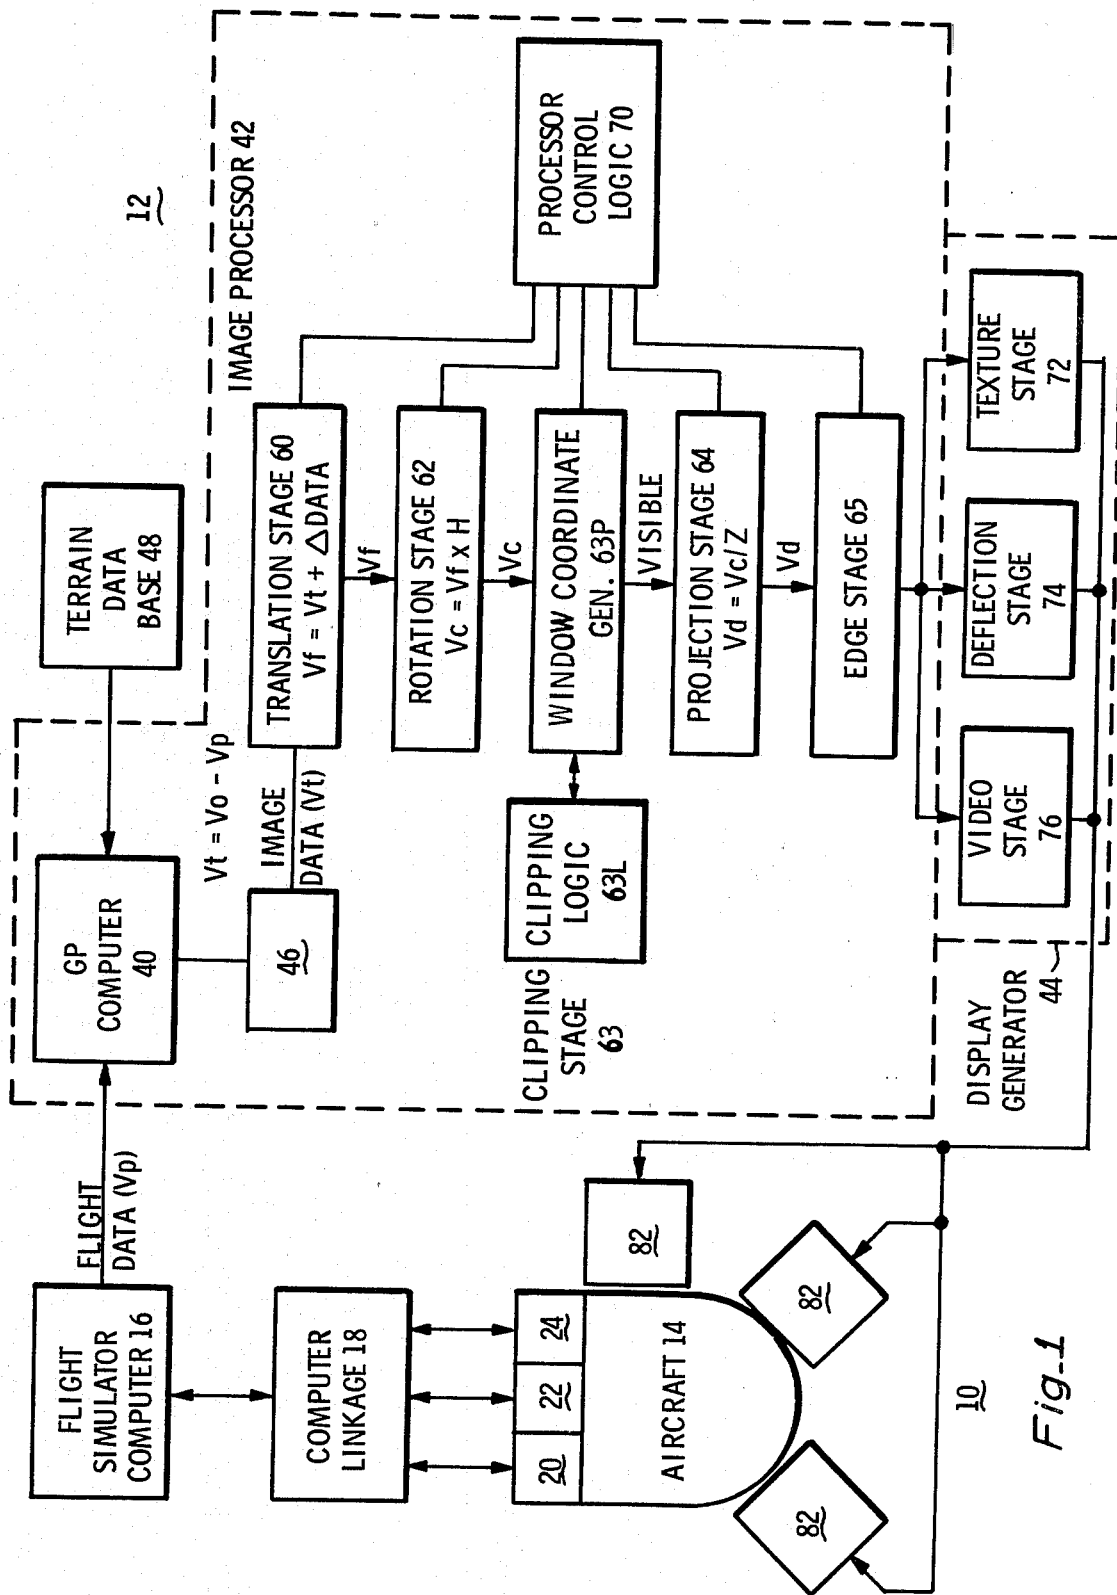 FLIGHT
SIMULATOR
COMPUTER 16
FLIGHT
DATA (Vp)
GP
COMPUTER
40
TERRAIN
DATA
BASE 48
12
COMPUTER
LINKAGE 18
46
Vt = Vo - Vp
IMAGE
DATA (Vt)
IMAGE PROCESSOR 42
TRANSLATION STAGE 60
Vf = Vt + ΔDATA
Vf
ROTATION STAGE 62
Vc = Vf x H
Vc
20
22
24
AIRCRAFT 14
82
82
82
CLIPPING
STAGE
63
CLIPPING
LOGIC
63L
WINDOW COORDINATE
GEN. 63P
PROCESSOR
CONTROL
LOGIC 70
VISIBLE
PROJECTION STAGE 64
Vd = Vc/Z
Vd
EDGE STAGE 65
DISPLAY
GENERATOR
44
VIDEO
STAGE
76
DEFLECTION
STAGE
74
TEXTURE
STAGE
72
10
Fig-1